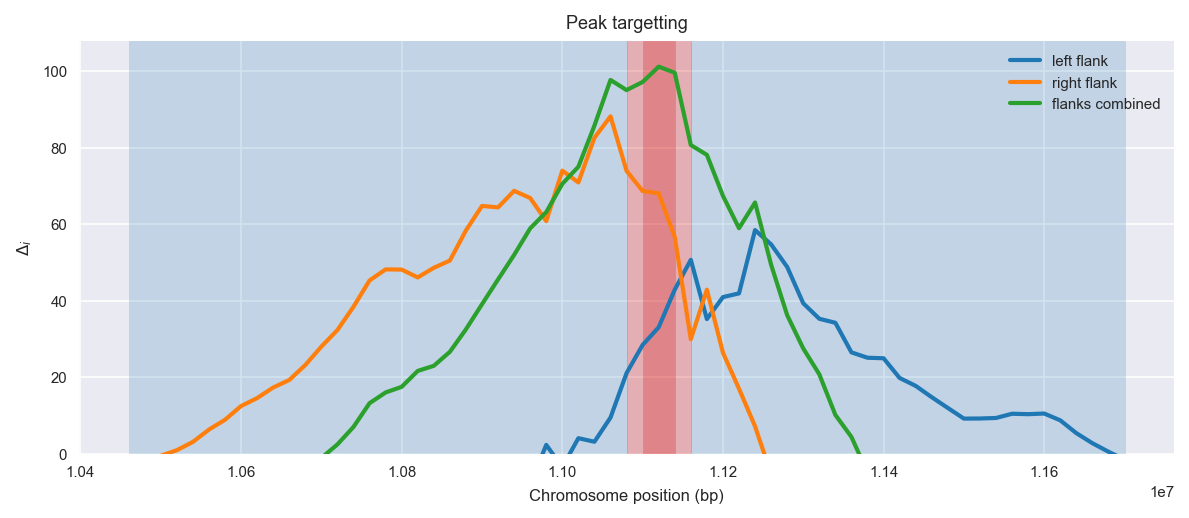 Peak targetting
left flank
right flank
flanks combined
Δi
100
80
60
40
20
0
1.04 1.06 1.08 1.10 1.12 1.14 1.16
1e7
Chromosome position (bp)